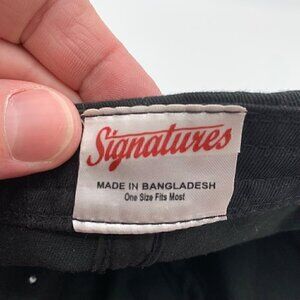 Signatures
MADE IN BANGLADESH
One Size Fits Most